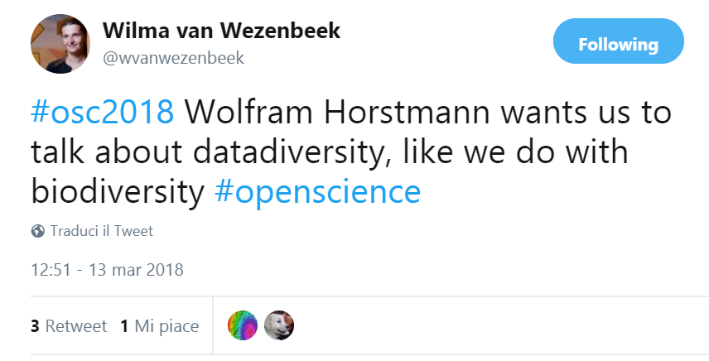 Wilma van Wezenbeek
@wvanwezenbeek
Following
#osc2018 Wolfram Horstmann wants us to
talk about datadiversity, like we do with
biodiversity #openscience
Traduci il Tweet
12:51 - 13 mar 2018
3 Retweet 1 Mi piace